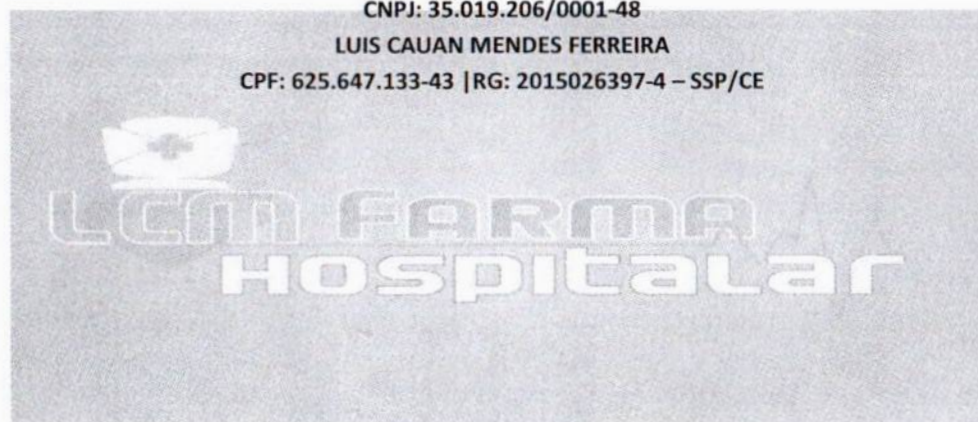 CNPJ: 35.019.206/0001-48
LUIS CAUAN MENDES FERREIRA
CPF: 625.647.133-43 | RG: 2015026397-4 – SSP/CE
LCM FARMA
HOSPITALAR